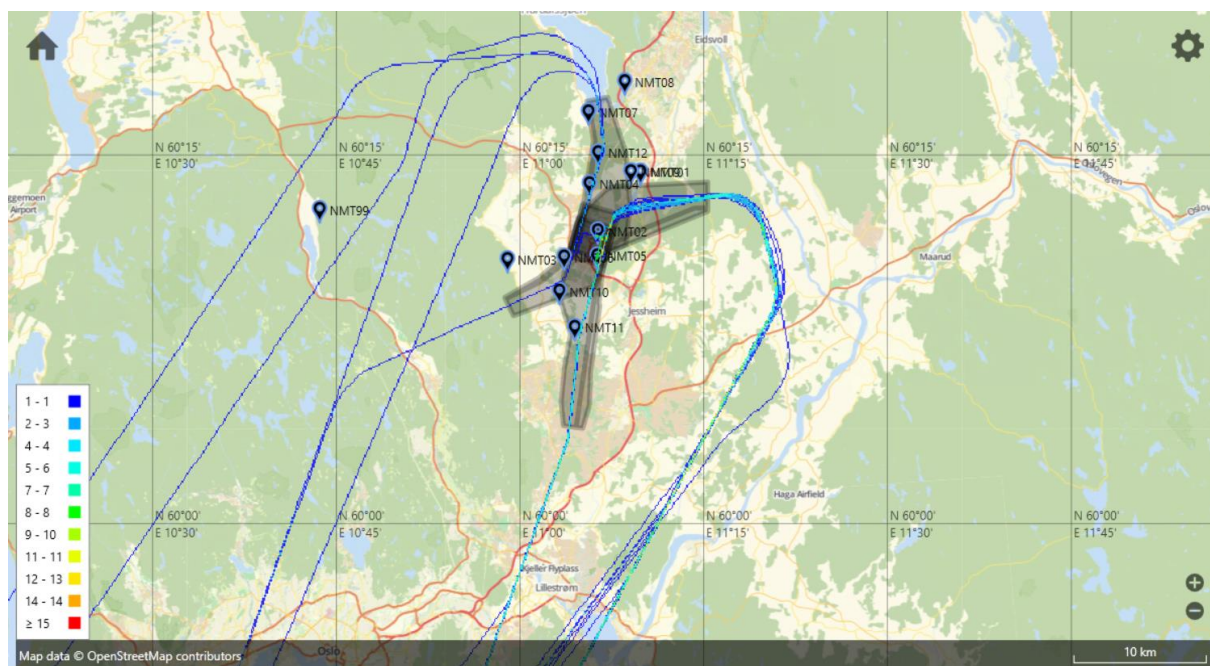 Eidsvoll
NMT08
NMT07
N 60°15'
E 10°30'
N 60°15'
E 10°45'
N 60°15'
E 11°00'
NMT12
N 60°15'
E 11°15'
N 60°15'
E 11°30'
N 60°15'
E 11°45'
NMT04
Airport
NMT99
NMT02
NMT03
NMT05
Maarud
NMT10
Jessheim
NMT11
1 - 1
2 - 3
4 - 4
5 - 6
7 - 7
8 - 8
9 - 10
11 - 11
12 - 13
14 - 14
≥ 15
Haga Airfield
N 60°00'
E 10°30'
N 60°00'
E 10°45'
N 60°00'
E 11°00'
N 60°00'
E 11°15'
N 60°00'
E 11°30'
N 60°00'
E 11°45'
Kjeller Flyplass
Lillestrøm
Oslo
Map data © OpenStreetMap contributors
10 km